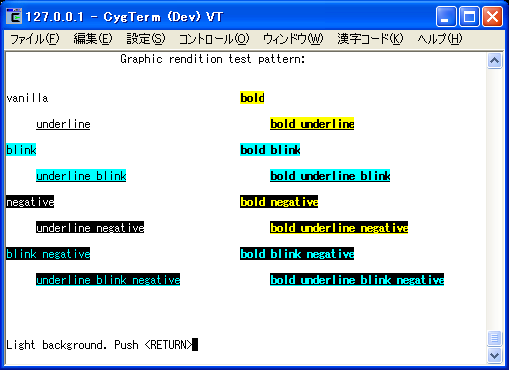 127.0.0.1 - CygTerm (Dev) VT
ファイル(F) 編集(E) 設定(S) コントロール(O) ウィンドウ(W) 漢字コード(K) ヘルプ(H)
Graphic rendition test pattern:
vanilla bold
underline bold underline
blink bold blink
underline blink bold underline blink
negative bold negative
underline negative bold underline negative
blink negative bold blink negative
underline blink negative bold underline blink negative
Light background. Push <RETURN>